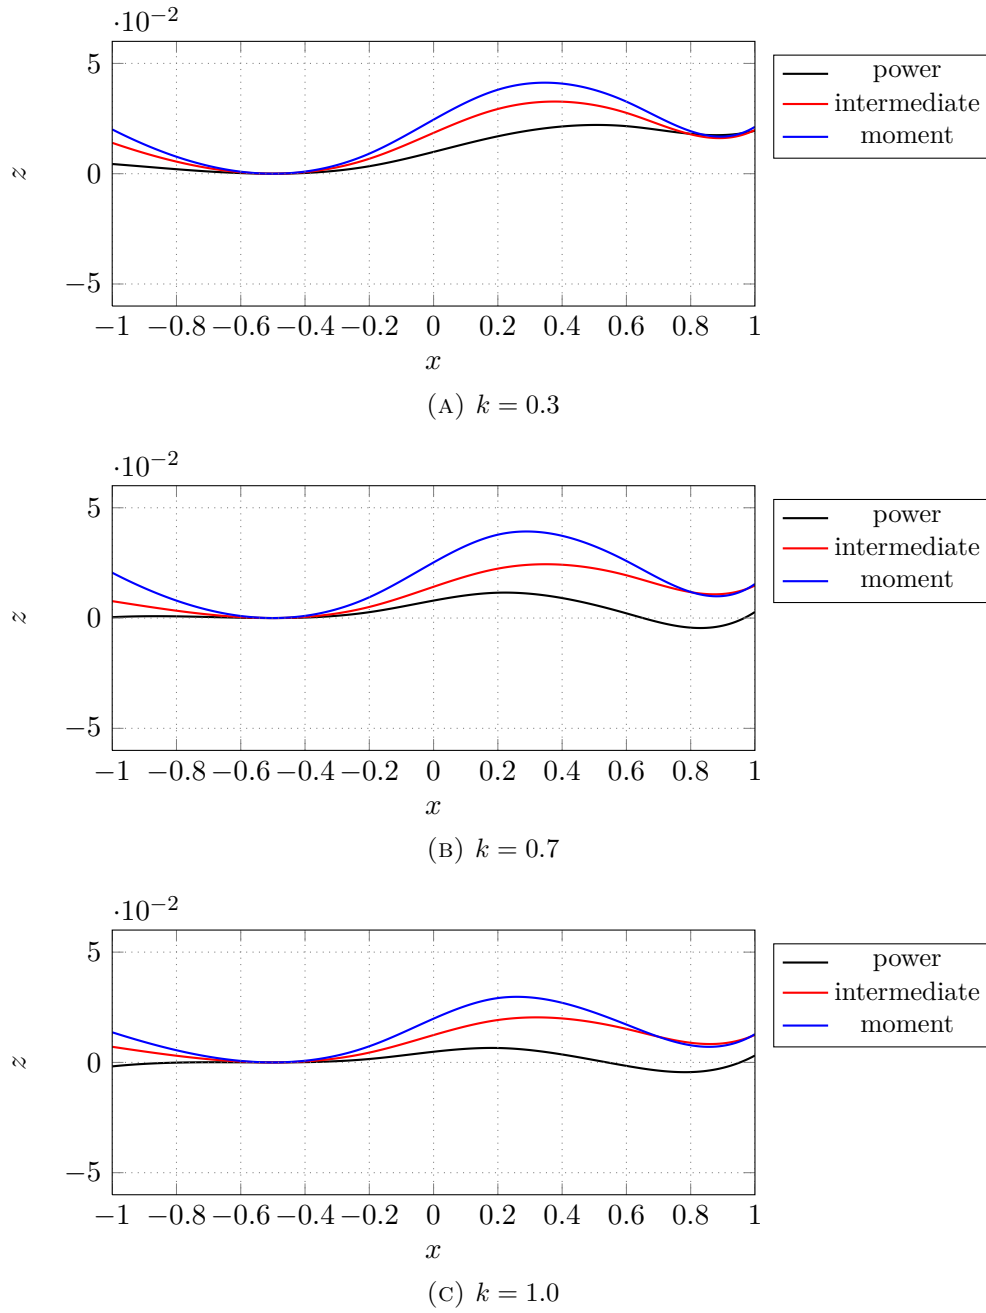 ·10⁻²
5
0
−5
z
−1 −0.8 −0.6 −0.4 −0.2 0 0.2 0.4 0.6 0.8 1
x
power
intermediate
moment
(A) k = 0.3
·10⁻²
5
0
−5
z
−1 −0.8 −0.6 −0.4 −0.2 0 0.2 0.4 0.6 0.8 1
x
power
intermediate
moment
(B) k = 0.7
·10⁻²
5
0
−5
z
−1 −0.8 −0.6 −0.4 −0.2 0 0.2 0.4 0.6 0.8 1
x
power
intermediate
moment
(C) k = 1.0